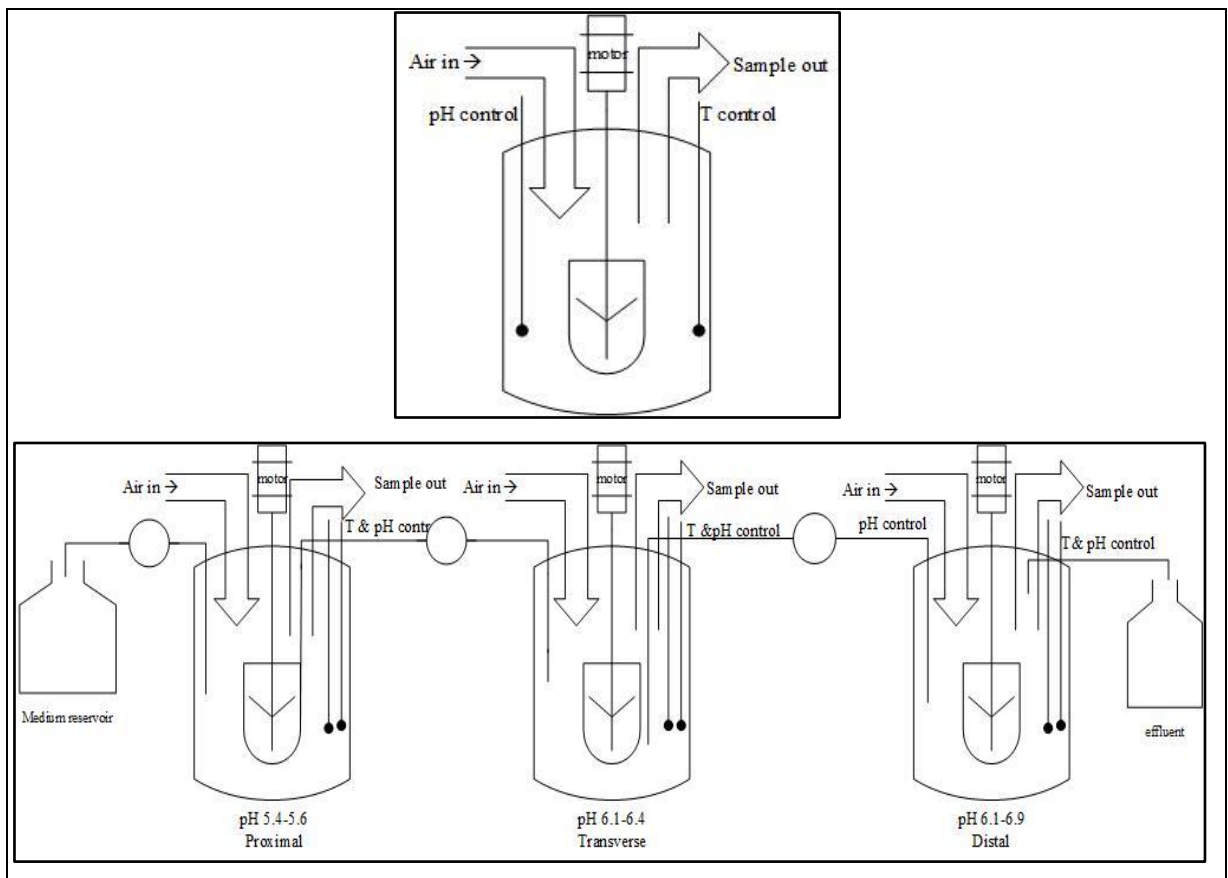 motor
Air in →
Sample out
pH control
T control
motor
Air in →
Sample out
T & pH contr
motor
Air in →
Sample out
T &pH control
motor
Air in →
Sample out
pH control
T& pH control
Medium reservoir
effluent
pH 5.4-5.6
Proximal
pH 6.1-6.4
Transverse
pH 6.1-6.9
Distal